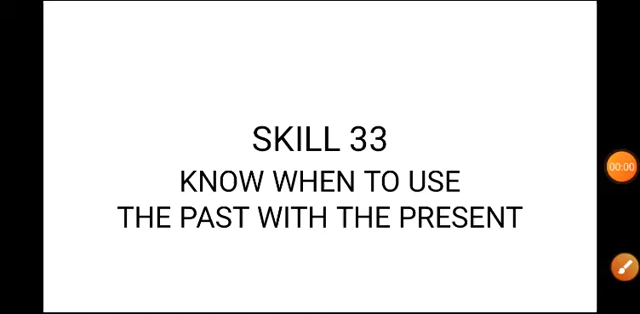 SKILL 33
KNOW WHEN TO USE
THE PAST WITH THE PRESENT
00:00